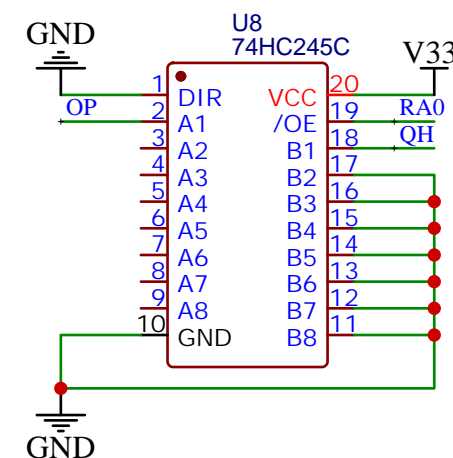 U8
74HC245C
GND
V33
1 DIR VCC 20
OP 2 A1 /OE 19 RA0
3 A2 B1 18 QH
4 A3 B2 17
5 A4 B3 16
6 A5 B4 15
7 A6 B5 14
8 A7 B6 13
9 A8 B7 12
10 GND B8 11
GND